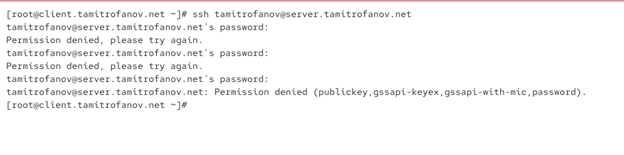 [root@client.tamitrofanov.net ~]# ssh tamitrofanov@server.tamitrofanov.net
tamitrofanov@server.tamitrofanov.net's password:
Permission denied, please try again.
tamitrofanov@server.tamitrofanov.net's password:
Permission denied, please try again.
tamitrofanov@server.tamitrofanov.net's password:
tamitrofanov@server.tamitrofanov.net: Permission denied (publickey,gssapi-keyex,gssapi-with-mic,password).
[root@client.tamitrofanov.net ~]#